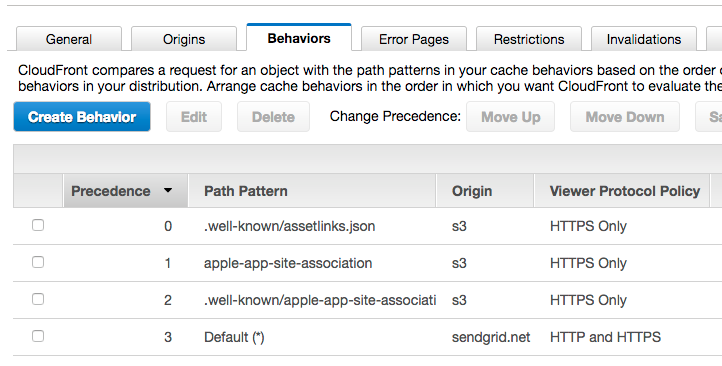 General Origins Behaviors Error Pages Restrictions Invalidations
CloudFront compares a request for an object with the path patterns in your cache behaviors based on the order
behaviors in your distribution. Arrange cache behaviors in the order in which you want CloudFront to evaluate the
Create Behavior Edit Delete Change Precedence: Move Up Move Down
Precedence Path Pattern Origin Viewer Protocol Policy
0 .well-known/assetlinks.json s3 HTTPS Only
1 apple-app-site-association s3 HTTPS Only
2 .well-known/apple-app-site-associati s3 HTTPS Only
3 Default (*) sendgrid.net HTTP and HTTPS